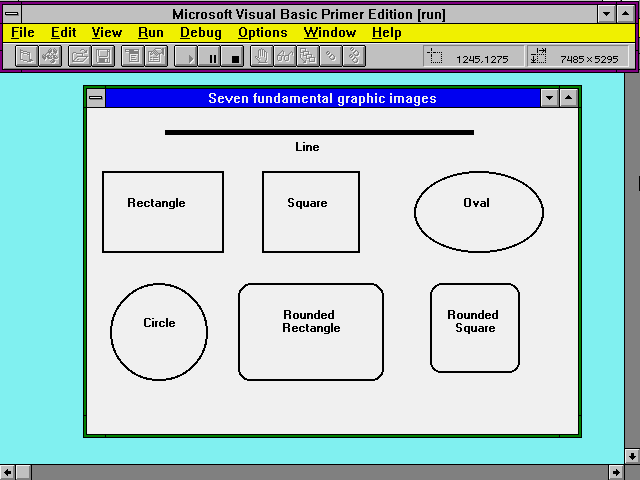 Microsoft Visual Basic Primer Edition [run]
File Edit View Run Debug Options Window Help
1245,1275 7485×5295
Seven fundamental graphic images
Line
Rectangle Square Oval
Circle
Rounded
Rectangle
Rounded
Square